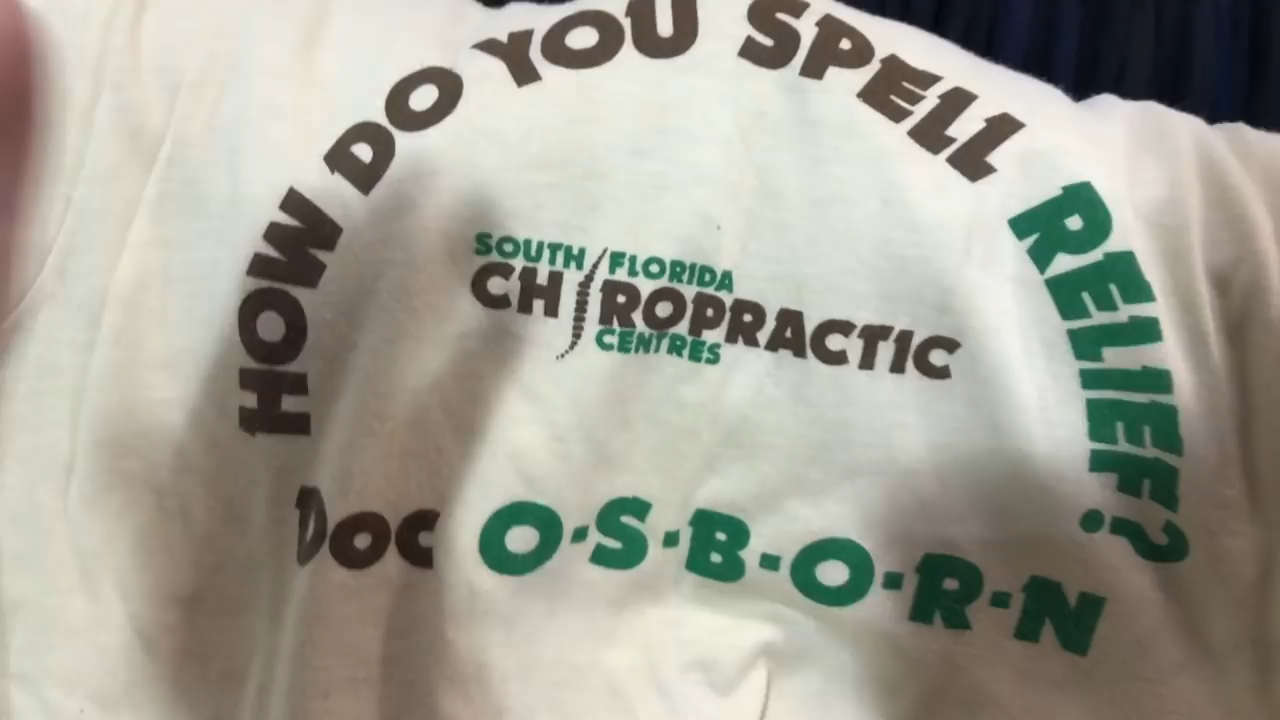 HOW DO YOU SPELL RELIEF?
SOUTH FLORIDA
CHIROPRACTIC
CENTRES
DOC O-S-B-O-R-N